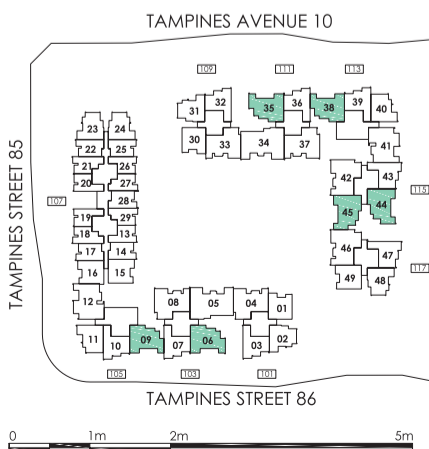 TAMPINES AVENUE 10
109 111 113
31 32 35 36 38 39 40
30 33 34 37 41
23 24
22 25
21 26
20 27
28
107
19 29
18 13
17 14
16 15
12
42 43
115
45 44
46 47
117
49 48
08 05 04 01
11 10 09 07 06 03 02
105 103 101
TAMPINES STREET 85
TAMPINES STREET 86
0 1m 2m 5m